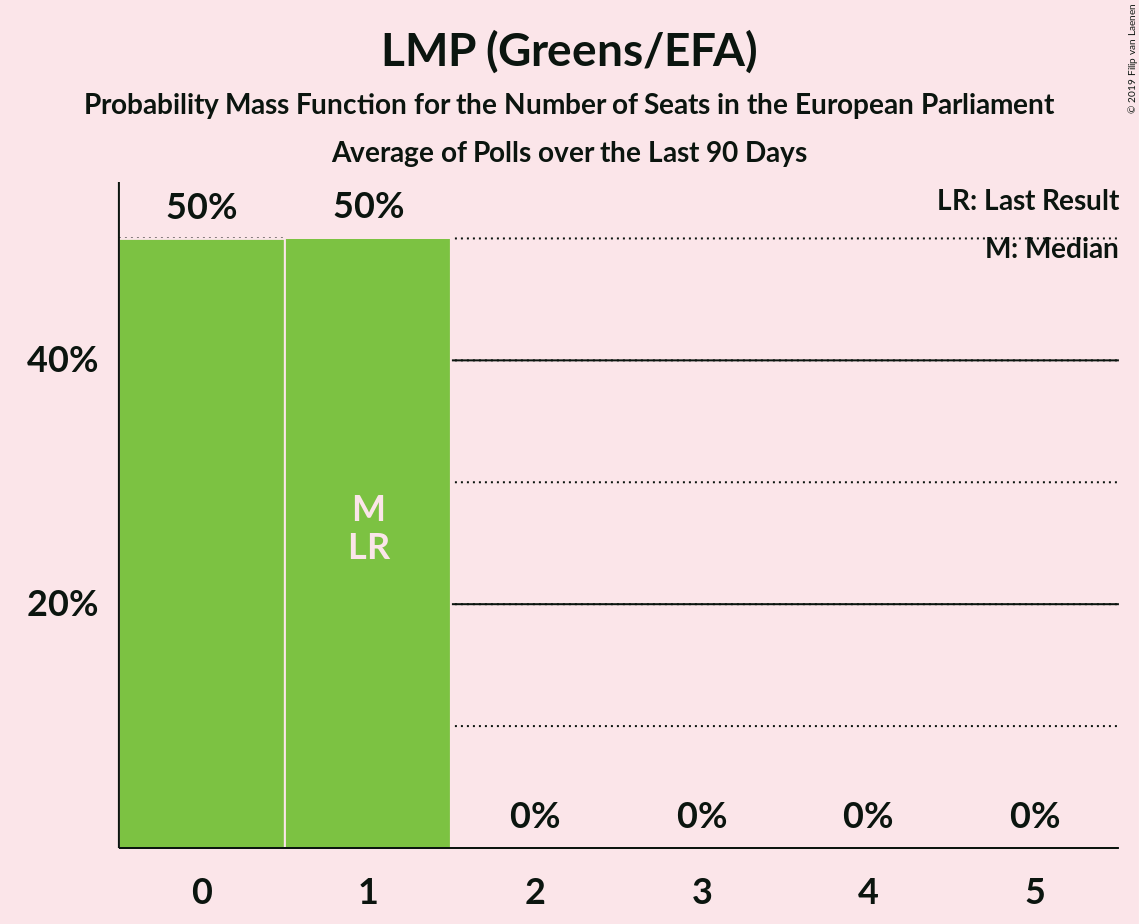 LMP (Greens/EFA)
Probability Mass Function for the Number of Seats in the European Parliament
Average of Polls over the Last 90 Days
© 2019 Filip van Laenen
50%
50%
LR: Last Result
M: Median
40%
M
LR
20%
0%
0%
0%
0%
0
1
2
3
4
5